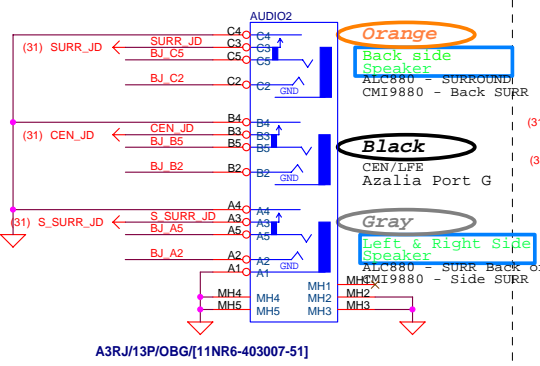 AUDIO2
C4 C4 Orange
(31) SURR_JD SURR_JD C3 C3
BJ_C5 C5 C5 Back side
Speaker
BJ_C2 C2 C2 ALC880 - SURROUND
GND CMI9880 - Back SURR
B4 B4
(31) CEN_JD CEN_JD B3 B3 (31
BJ_B5 B5 B5 Black
(3
BJ_B2 B2 B2 CEN/LFE
GND Azalia Port G
A4 A4
(31) S_SURR_JD S_SURR_JD A3 A3 Gray
BJ_A5 A5 A5
Left & Right Side
BJ_A2 A2 A2 Speaker
A1 A1 GND ALC880 - SURR Back o
MH1 MH1 CMI9880 - Side SURR
MH4 MH4 MH2 MH2
MH5 MH5 MH3 MH3
A3RJ/13P/OBG/[11NR6-403007-51]